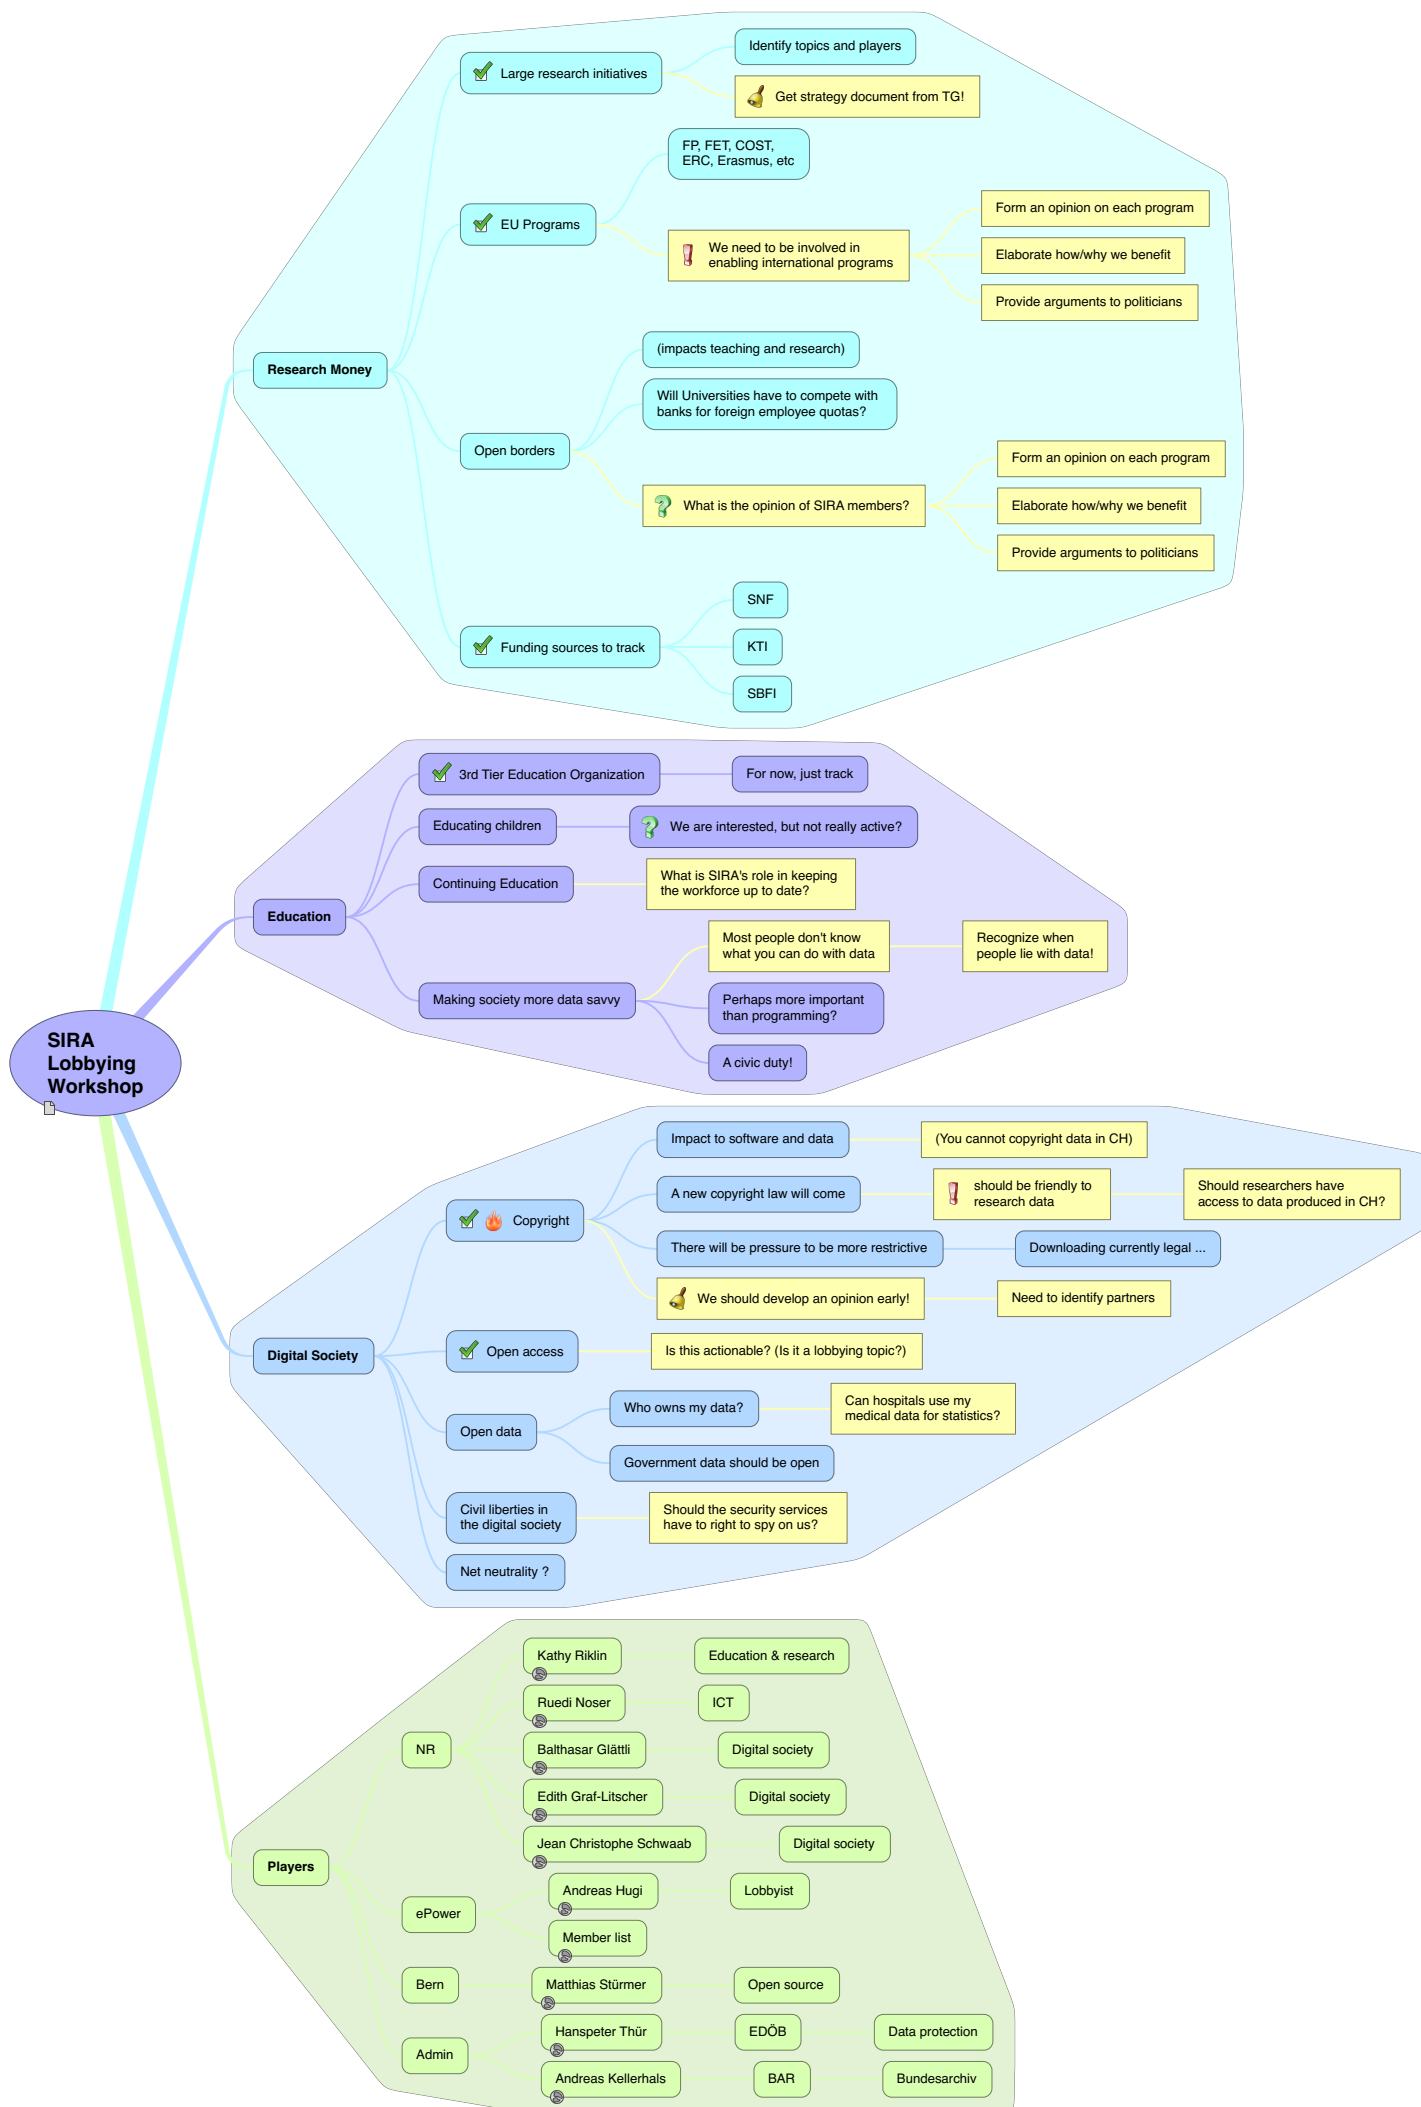 SIRA
Lobbying
Workshop
Research Money
Large research initiatives
Identify topics and players
Get strategy document from TG!
EU Programs
FP, FET, COST,
ERC, Erasmus, etc
We need to be involved in
enabling international programs
Form an opinion on each program
Elaborate how/why we benefit
Provide arguments to politicians
Open borders
(impacts teaching and research)
Will Universities have to compete with
banks for foreign employee quotas?
What is the opinion of SIRA members?
Form an opinion on each program
Elaborate how/why we benefit
Provide arguments to politicians
Funding sources to track
SNF
KTI
SBFI
Education
3rd Tier Education Organization
For now, just track
Educating children
We are interested, but not really active?
Continuing Education
What is SIRA's role in keeping
the workforce up to date?
Making society more data savvy
Most people don't know
what you can do with data
Recognize when
people lie with data!
Perhaps more important
than programming?
A civic duty!
Digital Society
Copyright
Impact to software and data
(You cannot copyright data in CH)
A new copyright law will come
should be friendly to
research data
Should researchers have
access to data produced in CH?
There will be pressure to be more restrictive
Downloading currently legal ...
We should develop an opinion early!
Need to identify partners
Open access
Is this actionable? (Is it a lobbying topic?)
Open data
Who owns my data?
Can hospitals use my
medical data for statistics?
Government data should be open
Civil liberties in
the digital society
Should the security services
have to right to spy on us?
Net neutrality ?
Players
NR
Kathy Riklin
Education & research
Ruedi Noser
ICT
Balthasar Glättli
Digital society
Edith Graf-Litscher
Digital society
Jean Christophe Schwaab
Digital society
ePower
Andreas Hugi
Lobbyist
Member list
Bern
Matthias Stürmer
Open source
Admin
Hanspeter Thür
EDÖB
Data protection
Andreas Kellerhals
BAR
Bundesarchiv